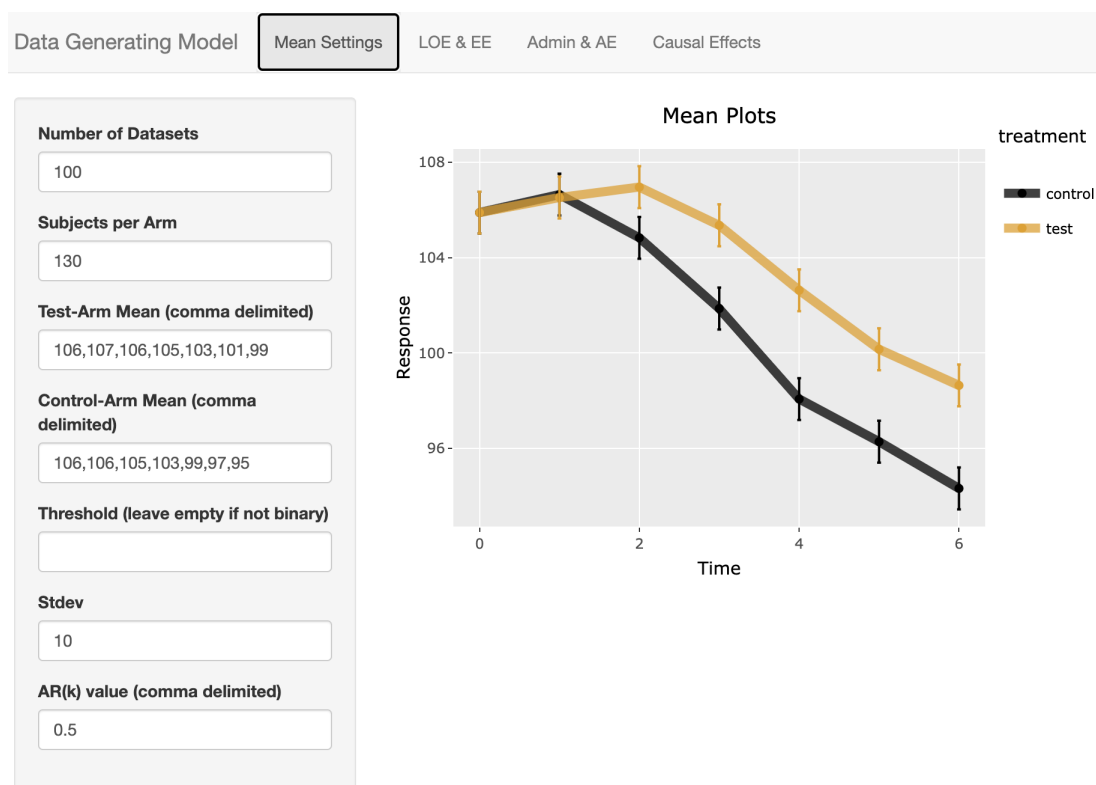 Data Generating Model Mean Settings LOE & EE Admin & AE Causal Effects
Number of Datasets
100
Subjects per Arm
130
Test-Arm Mean (comma delimited)
106,107,106,105,103,101,99
Control-Arm Mean (comma
delimited)
106,106,105,103,99,97,95
Threshold (leave empty if not binary)
Stdev
10
AR(k) value (comma delimited)
0.5
Mean Plots
treatment
control
test
Response
108
104
100
96
0 2 4 6
Time